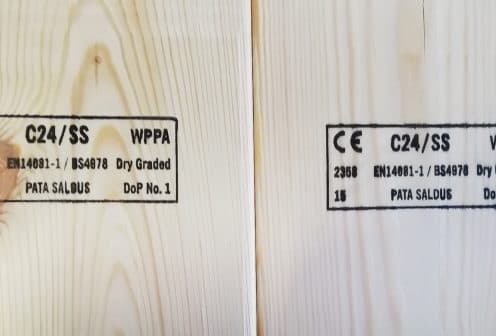 C24/SS WPPA
EN14081-1 / BS4978 Dry Graded
PATA SALDUS DoP No. 1
CE C24/SS
2358 EN14081-1 / BS4978 Dry
15 PATA SALDUS